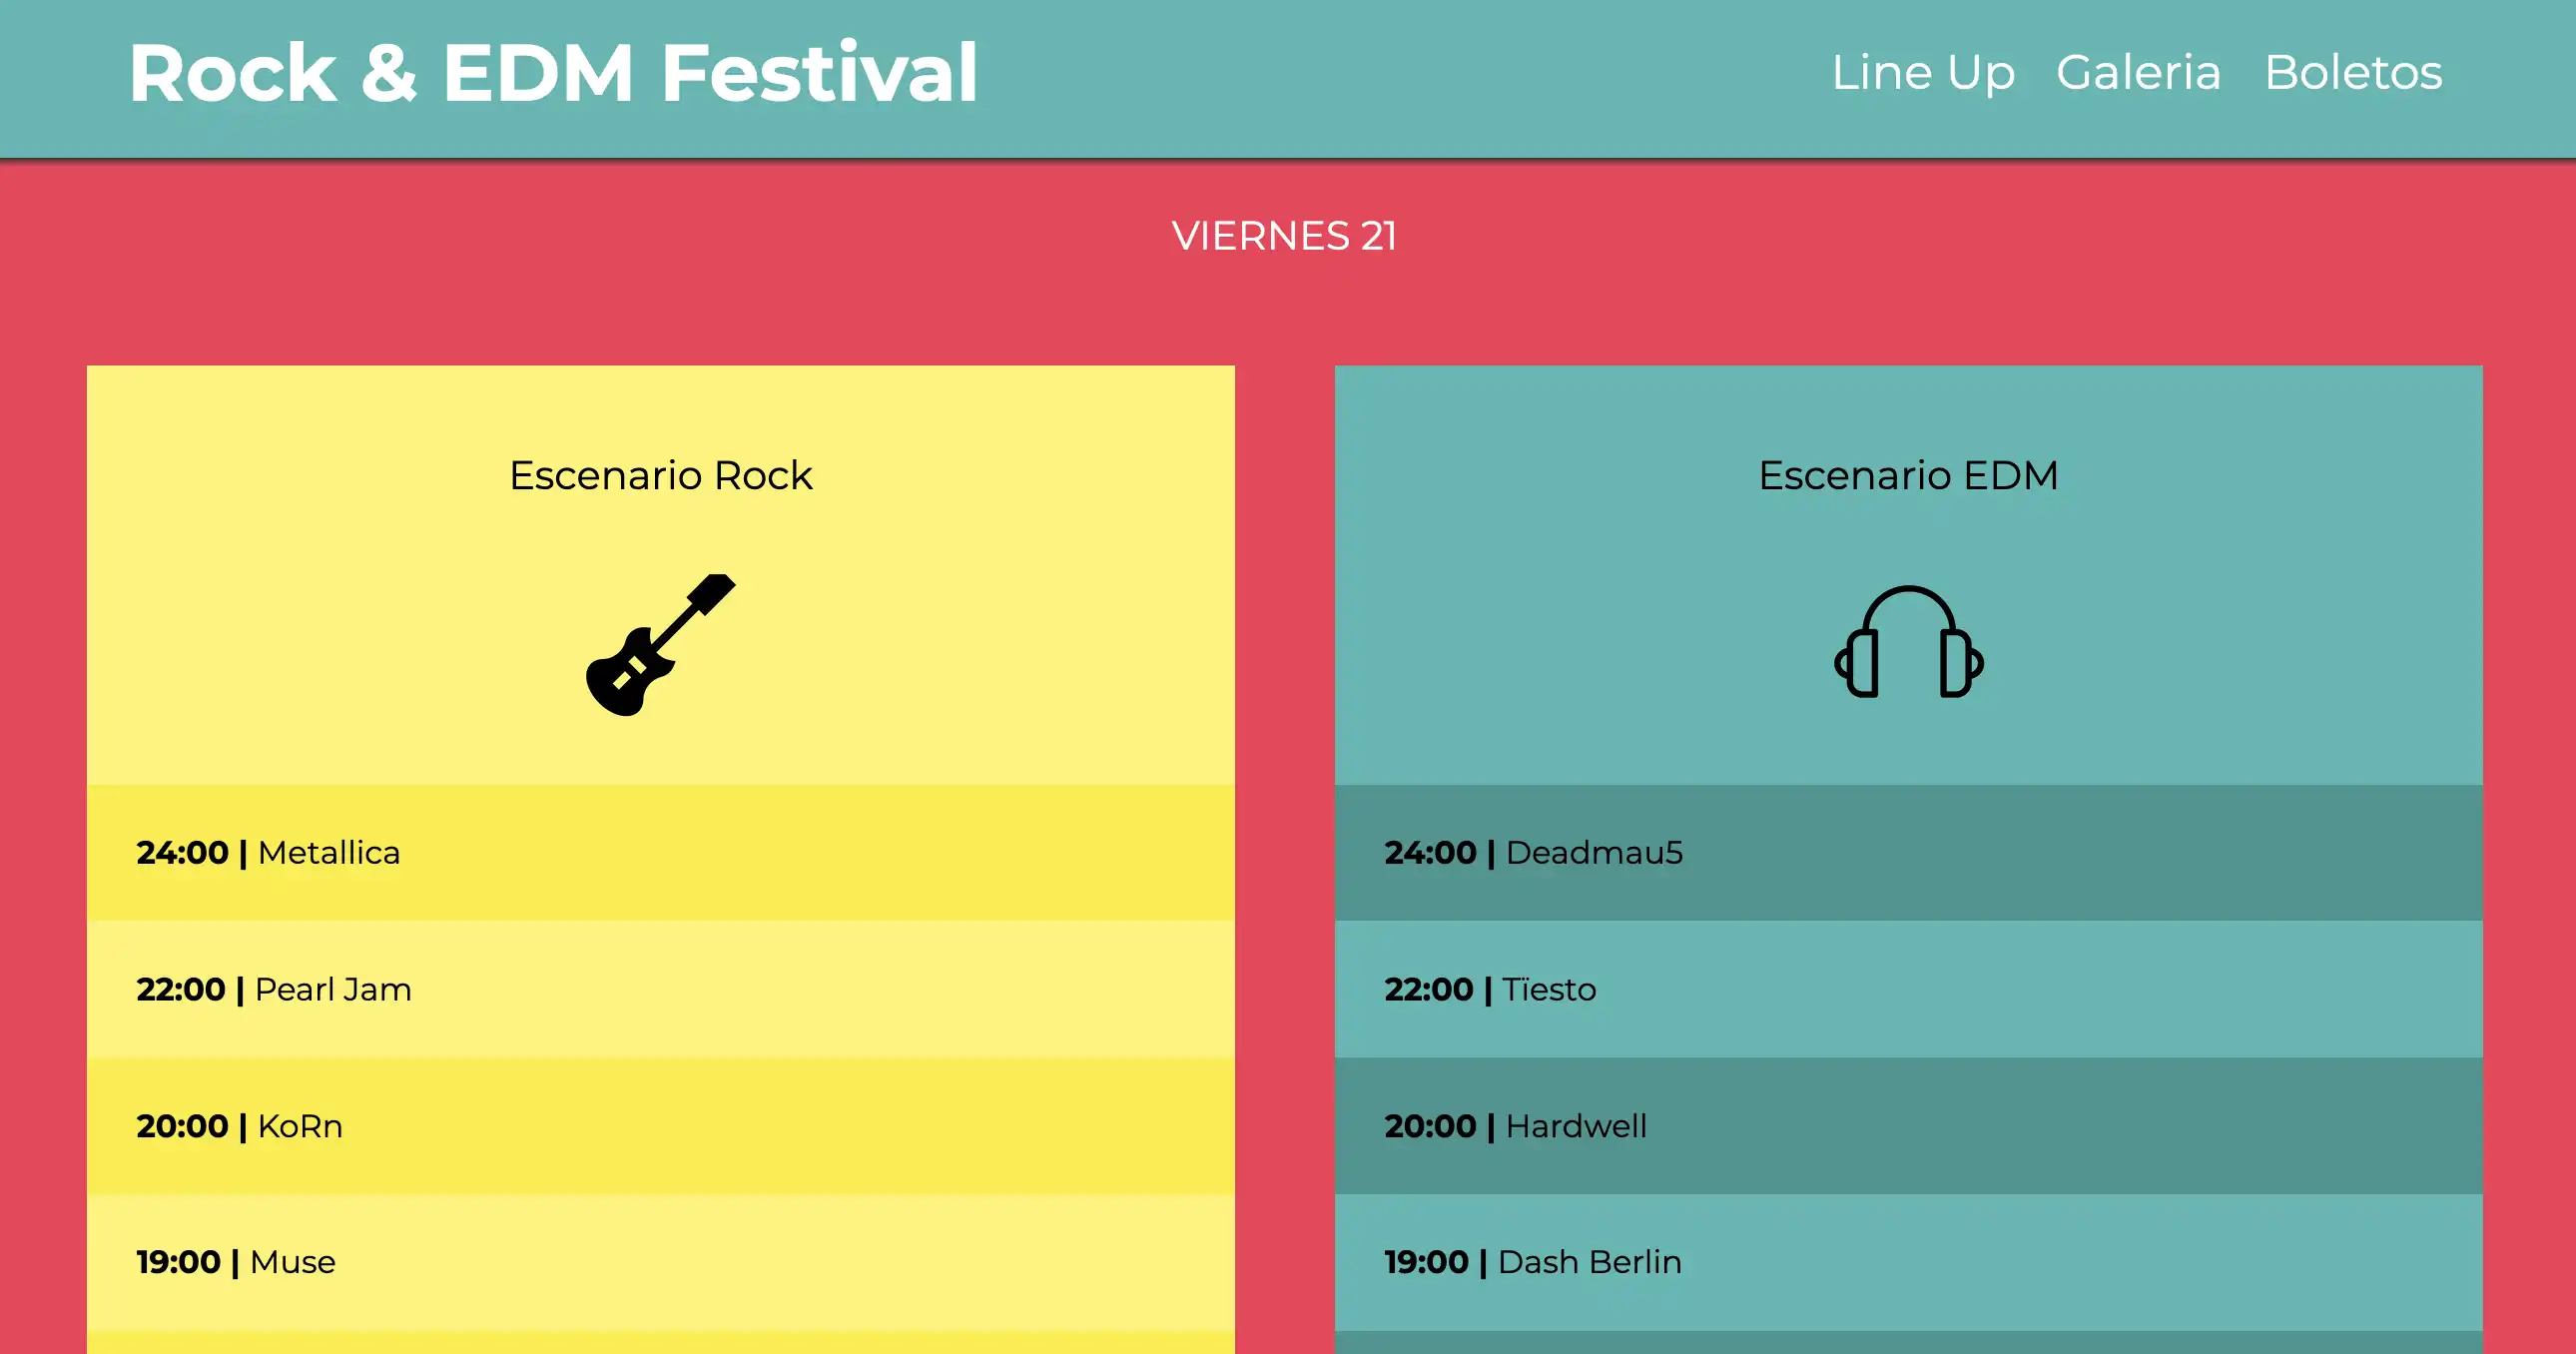 Rock & EDM Festival
Line Up Galeria Boletos
VIERNES 21
Escenario Rock
24:00 | Metallica
22:00 | Pearl Jam
20:00 | KoRn
19:00 | Muse
Escenario EDM
24:00 | Deadmau5
22:00 | Tïesto
20:00 | Hardwell
19:00 | Dash Berlin